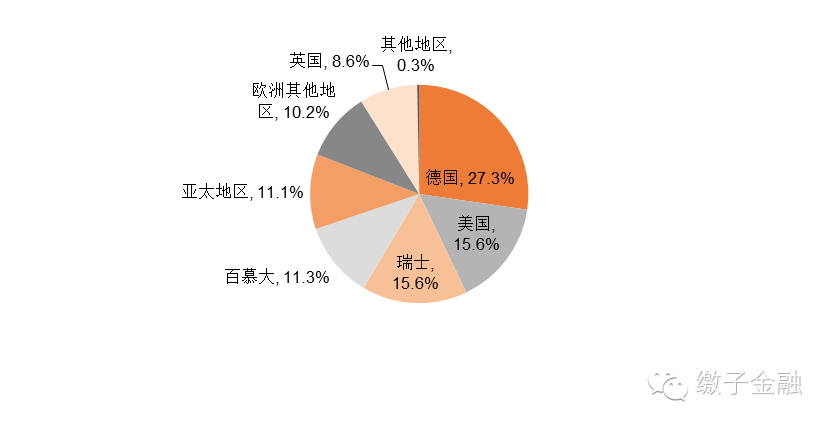 其他地区,
0.3%
英国, 8.6%
欧洲其他地
区, 10.2%
德国, 27.3%
亚太地区, 11.1%
美国,
15.6%
瑞士,
15.6%
百慕大, 11.3%
缴子金融